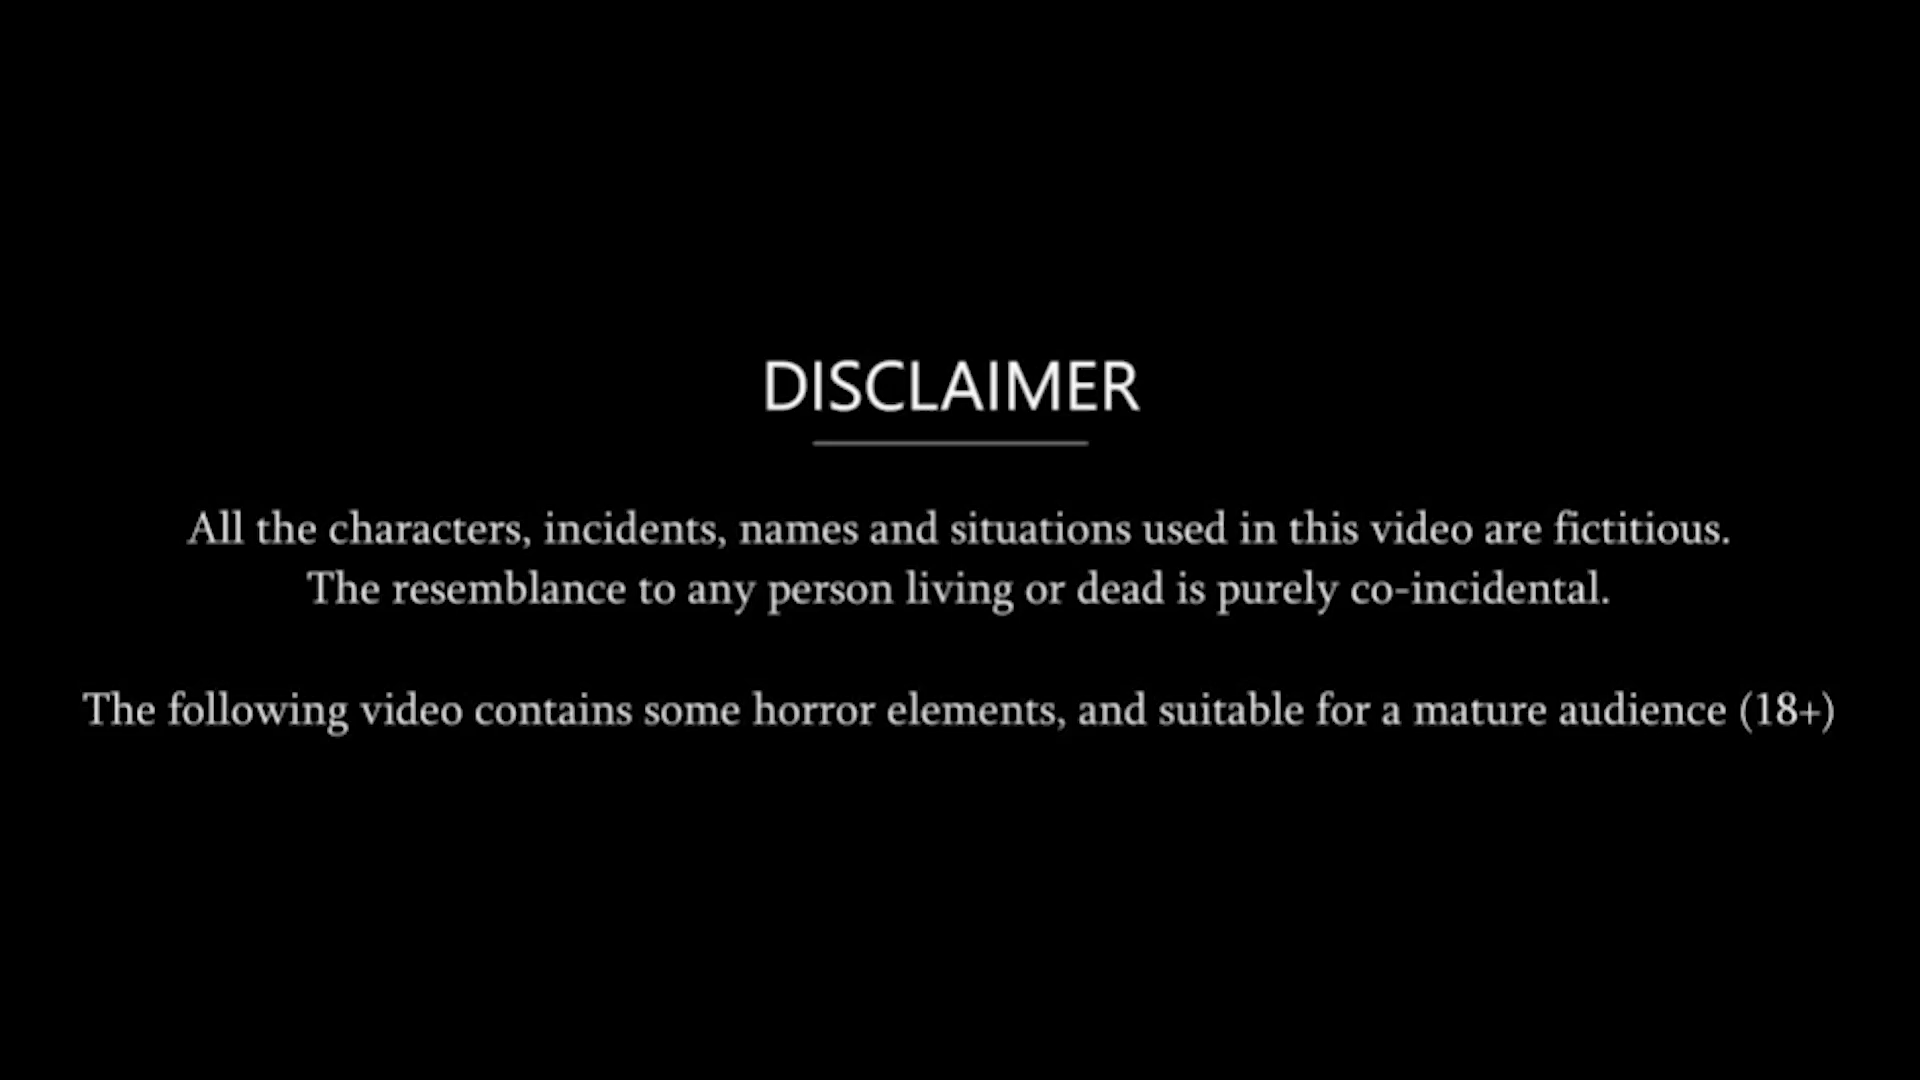 DISCLAIMER
All the characters, incidents, names and situations used in this video are fictitious.
The resemblance to any person living or dead is purely co-incidental.
The following video contains some horror elements, and suitable for a mature audience (18+)